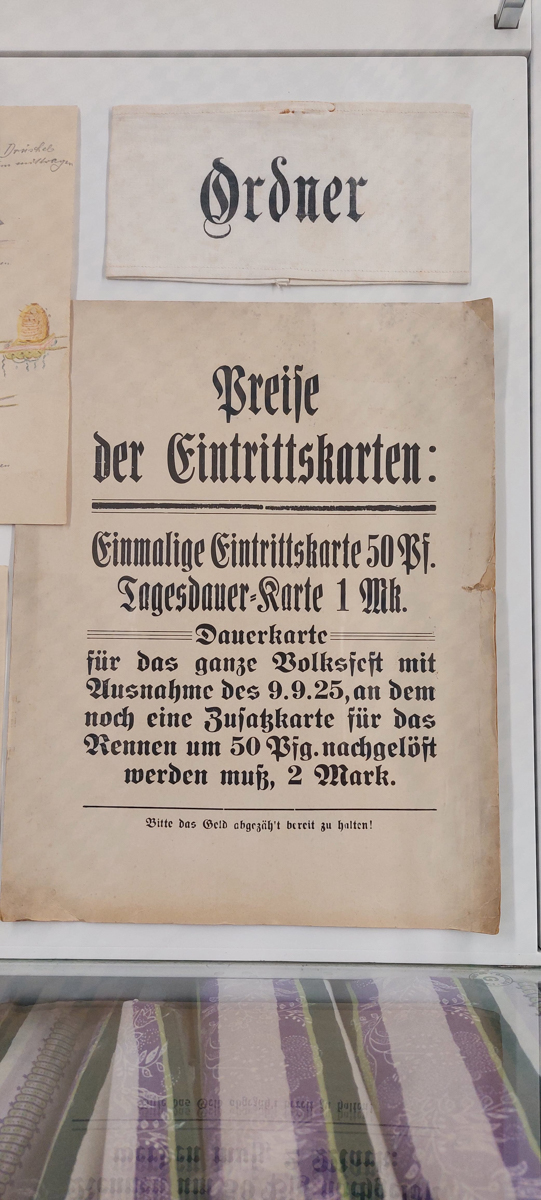 Drüchel
Ordner
Preise
der Eintrittskarten:
Einmalige Eintrittskarte 50 Pf.
Tagesdauer-Karte 1 Mk.
Dauerkarte
für das ganze Volksfest mit
Ausnahme des 9.9.25, an dem
noch eine Zusatzkarte für das
Rennen um 50 Pfg. nachgelöst
werden muß, 2 Mark.
Bitte das Geld abgezäh't bereit zu halten!